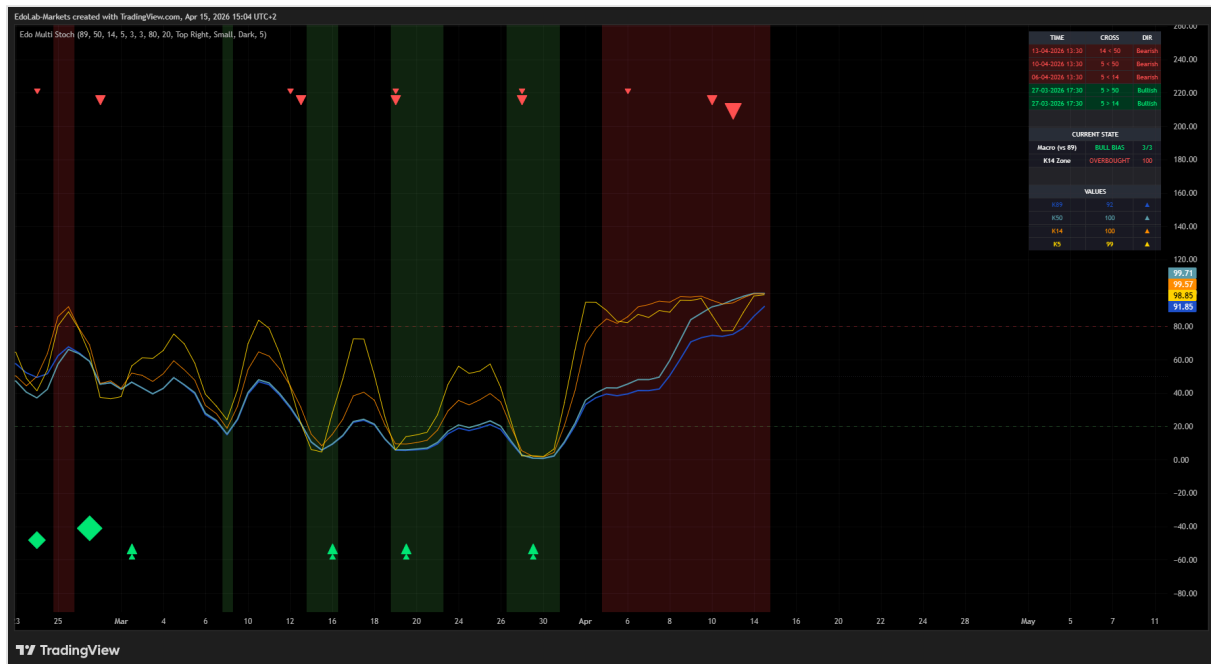 EdoLab-Markets created with TradingView.com, Apr 15, 2026 15:04 UTC+2
Edo Multi Stoch (89, 50, 14, 5, 3, 3, 80, 20, Top Right, Small, Dark, 5)
TIME CROSS DIR
13-04-2026 13:30 14 < 50 Bearish
10-04-2026 13:30 5 < 50 Bearish
06-04-2026 13:30 5 < 14 Bearish
27-03-2026 17:30 5 > 50 Bullish
27-03-2026 17:30 5 > 14 Bullish
CURRENT STATE
Macro (vs 89) BULL BIAS 3/3
K14 Zone OVERBOUGHT 100
VALUES
K89 92 ▲
K50 100 ▲
K14 100 ▲
K5 99 ▲
260.00
240.00
220.00
200.00
180.00
160.00
140.00
120.00
99.71
99.57
98.85
91.85
80.00
60.00
40.00
20.00
0.00
−20.00
−40.00
−60.00
−80.00
3 25 Mar 4 6 10 12 16 18 20 24 26 30 Apr 6 8 10 14 16 20 22 24 28 May 5 7 11
TradingView